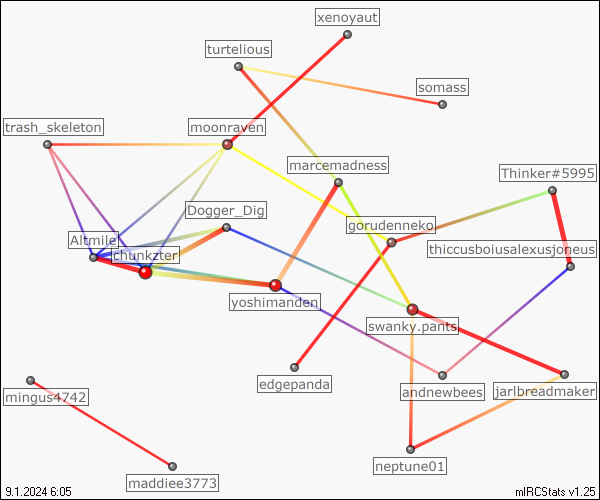 xenoyaut
turtelious
somass
trash_skeleton
moonraven
marcemadness
Thinker#5995
Dogger_Dig
gorudenneko
Altmile
chunkzter
thiccusboiusalexusjoneus
yoshimanden
swanky.pants
edgepanda
andnewbees
jarlbreadmaker
mingus4742
neptune01
maddiee3773
9.1.2024 6:05
mIRCStats v1.25